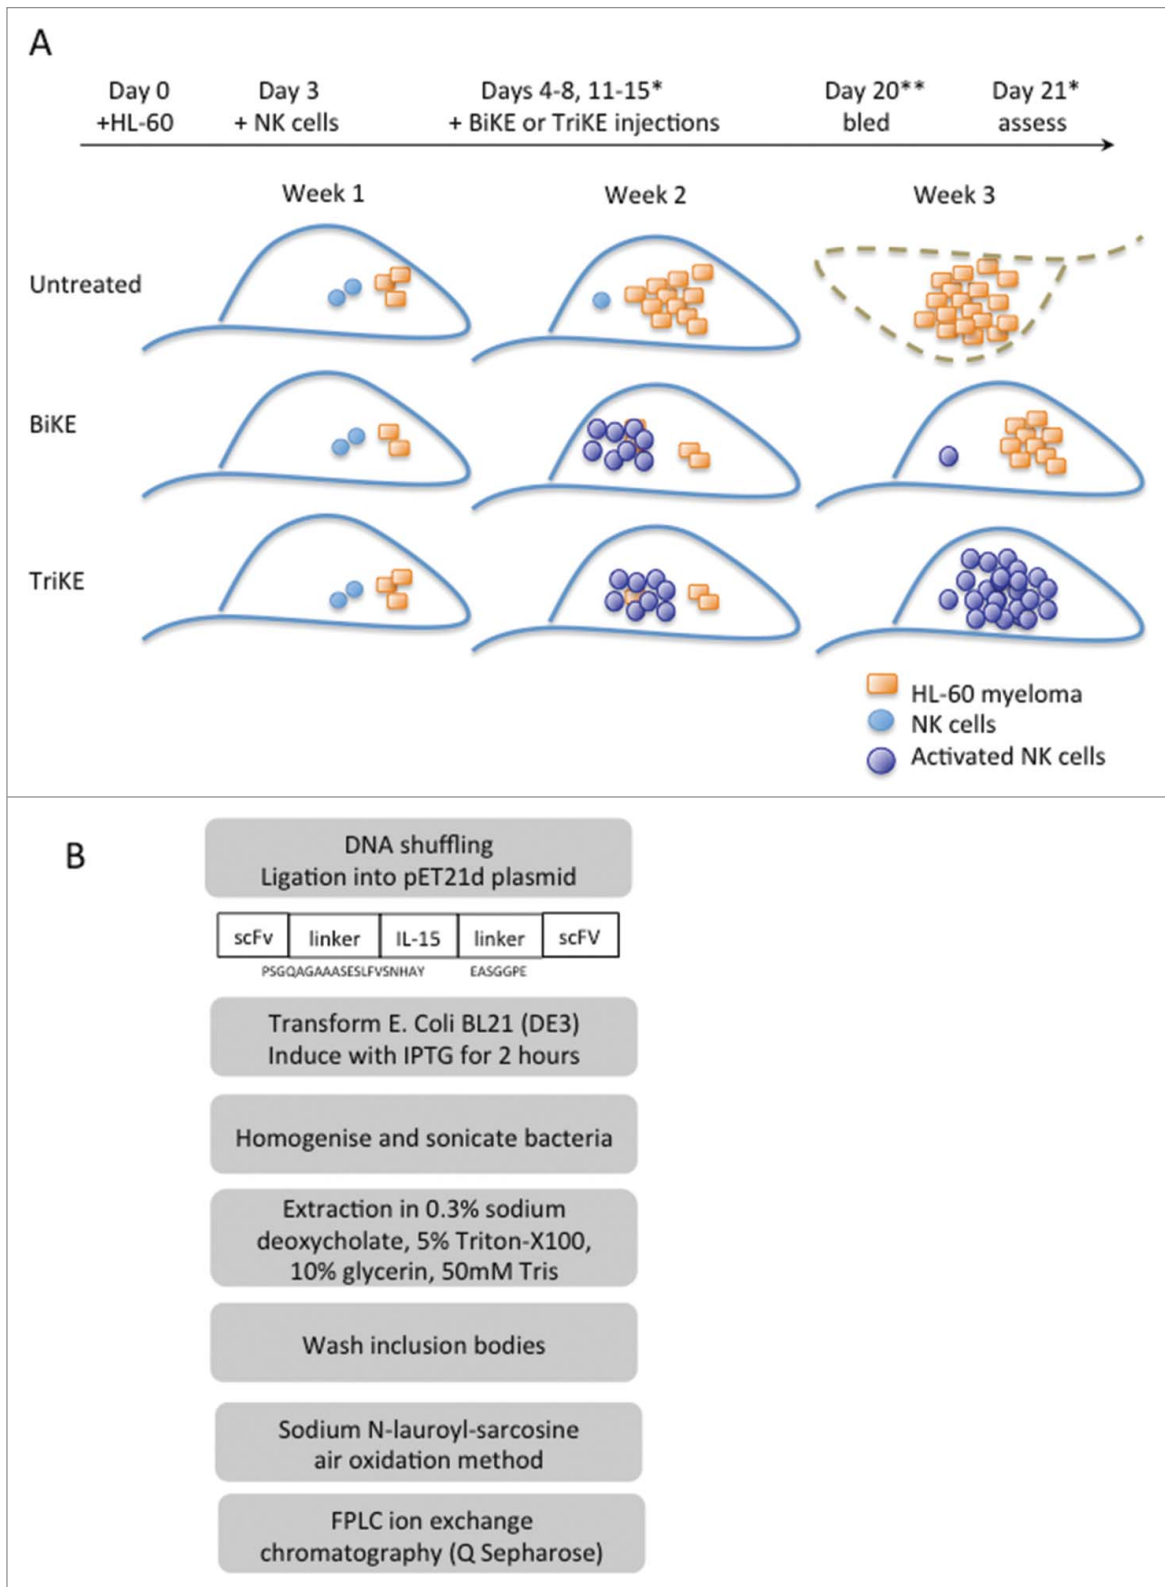 A
Day 0
+HL-60
Day 3
+ NK cells
Days 4-8, 11-15*
+ BiKE or TriKE injections
Day 20**
bled
Day 21*
assess
Week 1
Week 2
Week 3
Untreated
BiKE
TriKE
HL-60 myeloma
NK cells
Activated NK cells
B
DNA shuffling
Ligation into pET21d plasmid
scFv linker IL-15 linker scFV
PSGQAGAAASESLFVSNHAY EASGGPE
Transform E. Coli BL21 (DE3)
Induce with IPTG for 2 hours
Homogenise and sonicate bacteria
Extraction in 0.3% sodium
deoxycholate, 5% Triton-X100,
10% glycerin, 50mM Tris
Wash inclusion bodies
Sodium N-lauroyl-sarcosine
air oxidation method
FPLC ion exchange
chromatography (Q Sepharose)